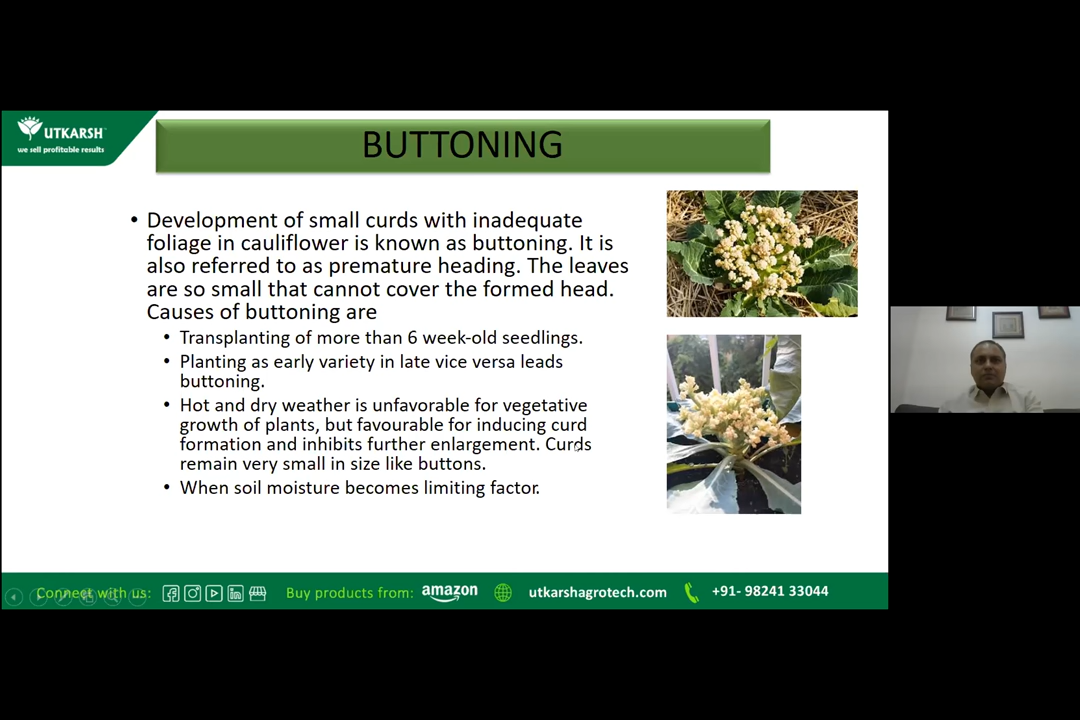 UTKARSH
we sell profitable results
BUTTONING
• Development of small curds with inadequate
foliage in cauliflower is known as buttoning. It is
also referred to as premature heading. The leaves
are so small that cannot cover the formed head.
Causes of buttoning are
• Transplanting of more than 6 week-old seedlings.
• Planting as early variety in late vice versa leads
buttoning.
• Hot and dry weather is unfavorable for vegetative
growth of plants, but favourable for inducing curd
formation and inhibits further enlargement. Curds
remain very small in size like buttons.
• When soil moisture becomes limiting factor.
Connect with us: Buy products from: amazon utkarshagrotech.com +91- 98241 33044